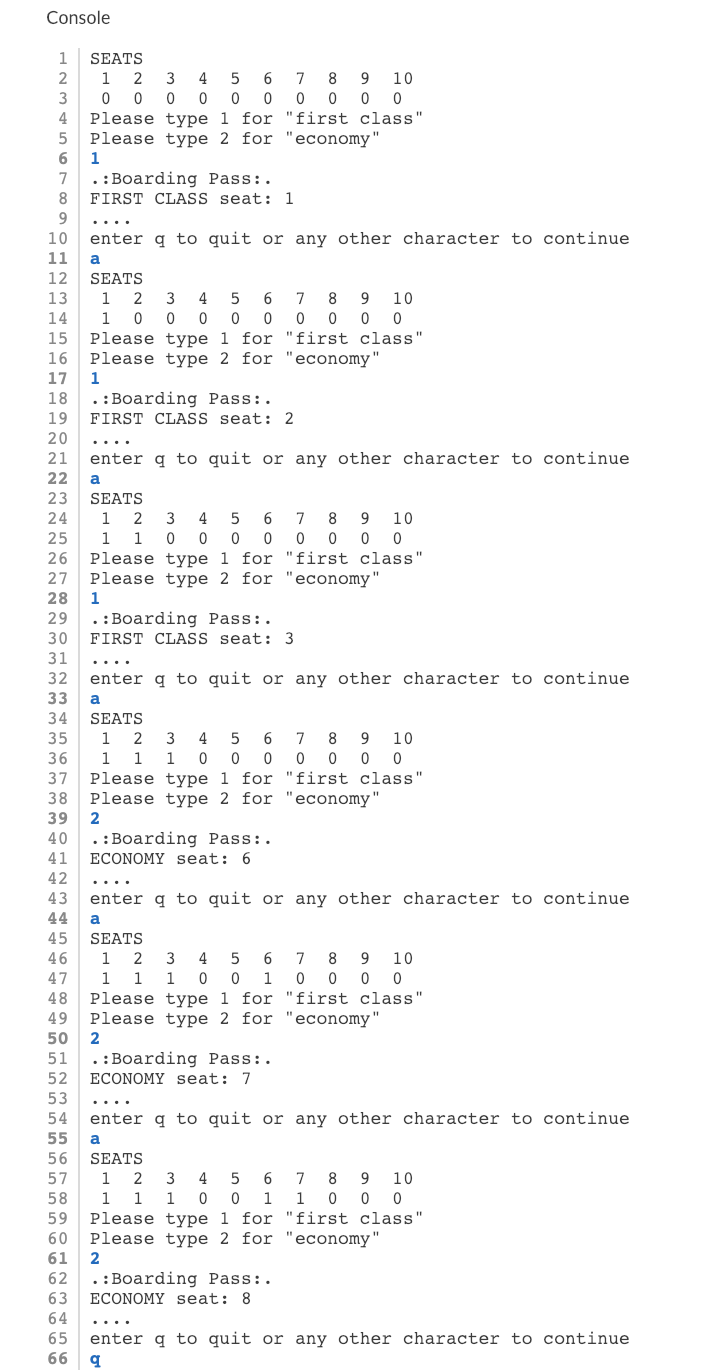 Console
1 SEATS
2 1 2 3 4 5 6 7 8 9 10
3 0 0 0 0 0 0 0 0 0 0
4 Please type 1 for "first class"
5 Please type 2 for "economy"
6 1
7 .:Boarding Pass:.
8 FIRST CLASS seat: 1
9 ....
10 enter q to quit or any other character to continue
11 a
12 SEATS
13 1 2 3 4 5 6 7 8 9 10
14 1 0 0 0 0 0 0 0 0 0
15 Please type 1 for "first class"
16 Please type 2 for "economy"
17 1
18 .:Boarding Pass:.
19 FIRST CLASS seat: 2
20 ....
21 enter q to quit or any other character to continue
22 a
23 SEATS
24 1 2 3 4 5 6 7 8 9 10
25 1 1 0 0 0 0 0 0 0 0
26 Please type 1 for "first class"
27 Please type 2 for "economy"
28 1
29 .:Boarding Pass:.
30 FIRST CLASS seat: 3
31 ....
32 enter q to quit or any other character to continue
33 a
34 SEATS
35 1 2 3 4 5 6 7 8 9 10
36 1 1 1 0 0 0 0 0 0 0
37 Please type 1 for "first class"
38 Please type 2 for "economy"
39 2
40 .:Boarding Pass:.
41 ECONOMY seat: 6
42 ....
43 enter q to quit or any other character to continue
44 a
45 SEATS
46 1 2 3 4 5 6 7 8 9 10
47 1 1 1 0 0 1 0 0 0 0
48 Please type 1 for "first class"
49 Please type 2 for "economy"
50 2
51 .:Boarding Pass:.
52 ECONOMY seat: 7
53 ....
54 enter q to quit or any other character to continue
55 a
56 SEATS
57 1 2 3 4 5 6 7 8 9 10
58 1 1 1 0 0 1 1 0 0 0
59 Please type 1 for "first class"
60 Please type 2 for "economy"
61 2
62 .:Boarding Pass:.
63 ECONOMY seat: 8
64 ....
65 enter q to quit or any other character to continue
66 q